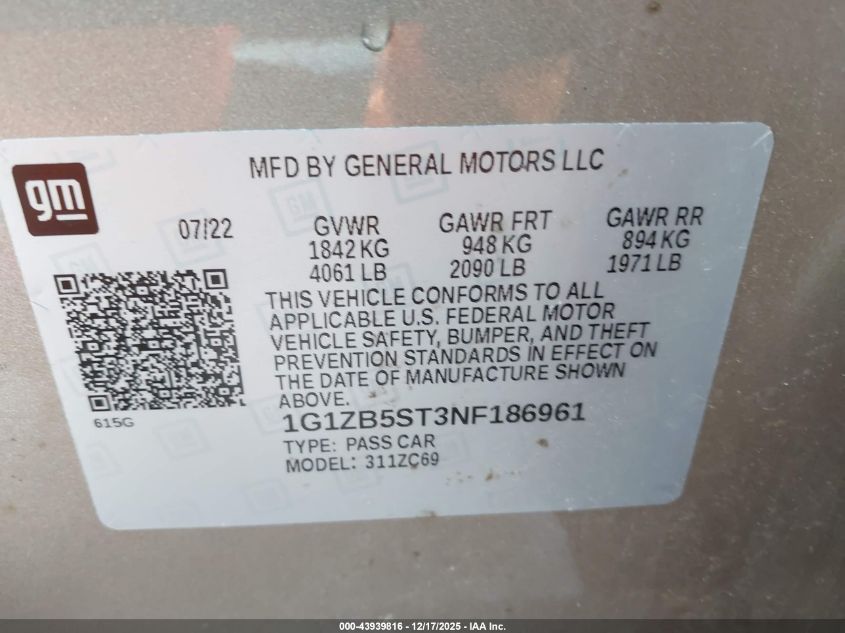 MFD BY GENERAL MOTORS LLC
gm
07/22
GVWR
1842 KG
4061 LB
GAWR FRT
948 KG
2090 LB
GAWR RR
894 KG
1971 LB
THIS VEHICLE CONFORMS TO ALL
APPLICABLE U.S. FEDERAL MOTOR
VEHICLE SAFETY, BUMPER, AND THEFT
PREVENTION STANDARDS IN EFFECT ON
THE DATE OF MANUFACTURE SHOWN
ABOVE.
615G
1G1ZB5ST3NF186961
TYPE: PASS CAR
MODEL: 311ZC69
000-43939816 - 12/17/2025 - IAA Inc.